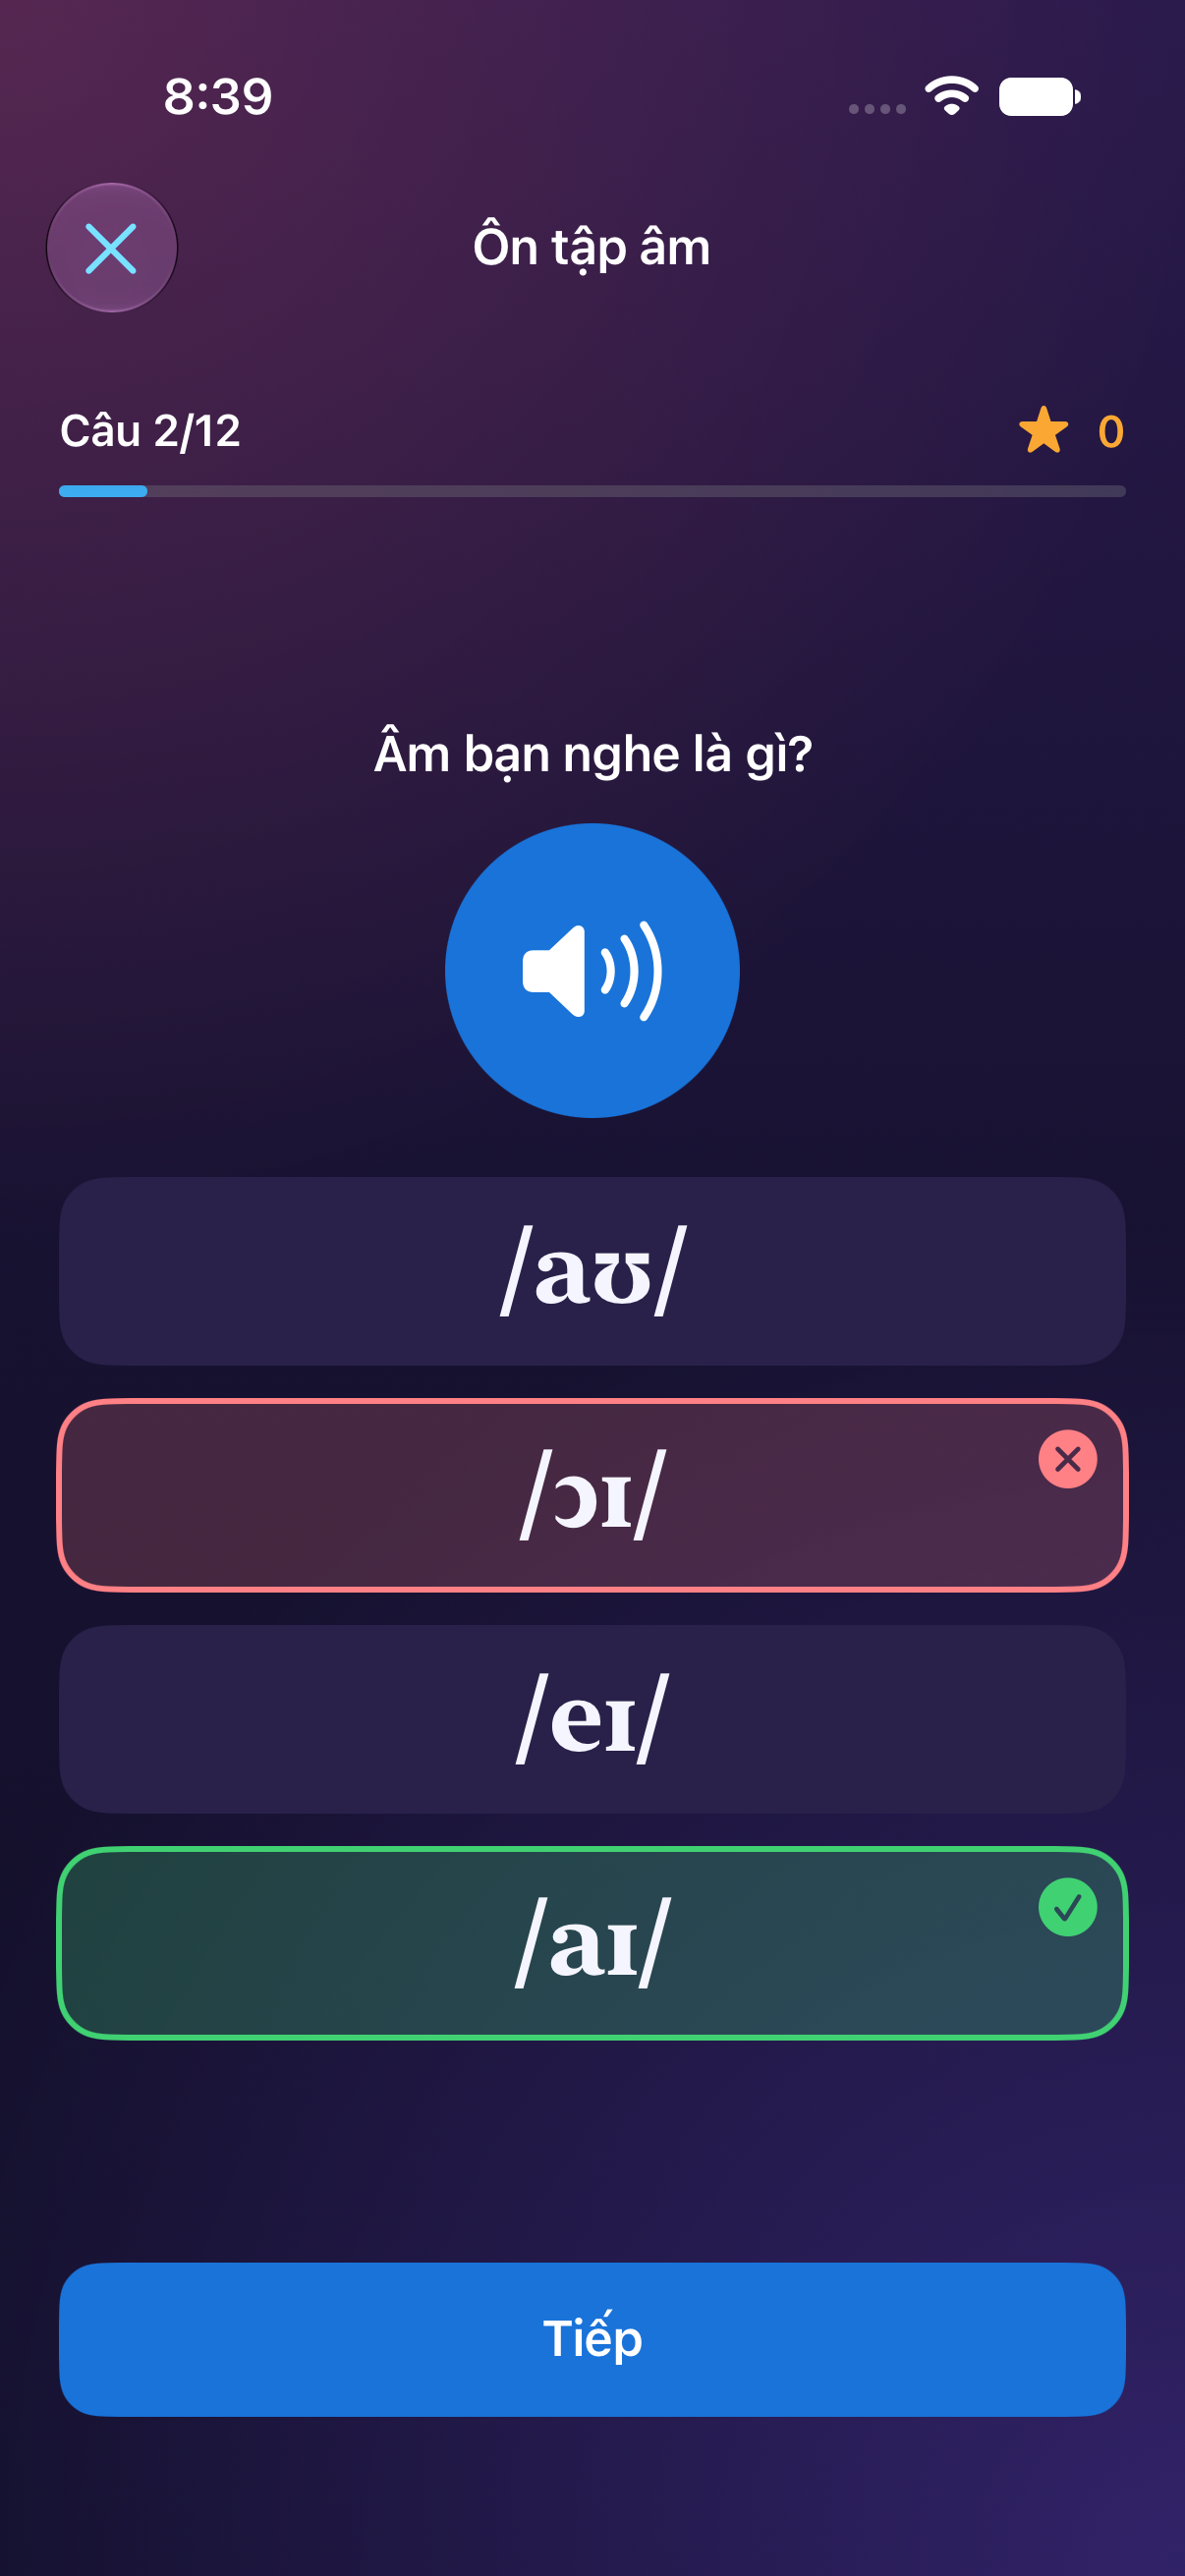 8:39
Ôn tập âm
Câu 2/12
0
Âm bạn nghe là gì?
/aʊ/
/ɔɪ/
/eɪ/
/aɪ/
Tiếp